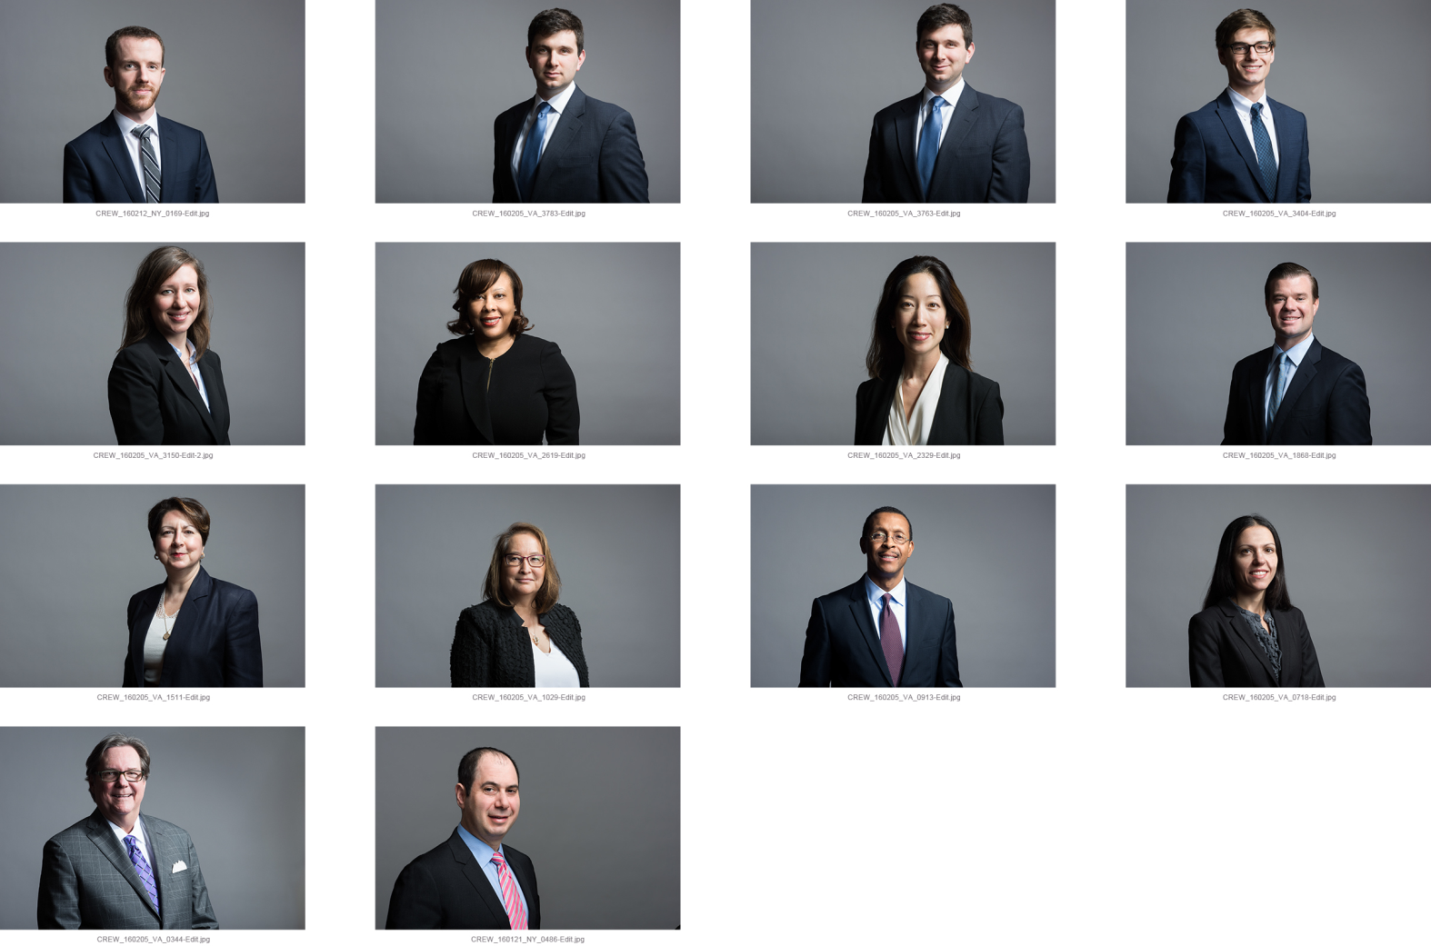 CREW_160212_NY_0169-Edit.jpg
CREW_160205_VA_3783-Edit.jpg
CREW_160205_VA_3763-Edit.jpg
CREW_160205_VA_3404-Edit.jpg
CREW_160205_VA_3150-Edit-2.jpg
CREW_160205_VA_2619-Edit.jpg
CREW_160205_VA_2329-Edit.jpg
CREW_160205_VA_1868-Edit.jpg
CREW_160205_VA_1511-Edit.jpg
CREW_160205_VA_1029-Edit.jpg
CREW_160205_VA_0913-Edit.jpg
CREW_160205_VA_0718-Edit.jpg
CREW_160205_VA_0344-Edit.jpg
CREW_160121_NY_0486-Edit.jpg